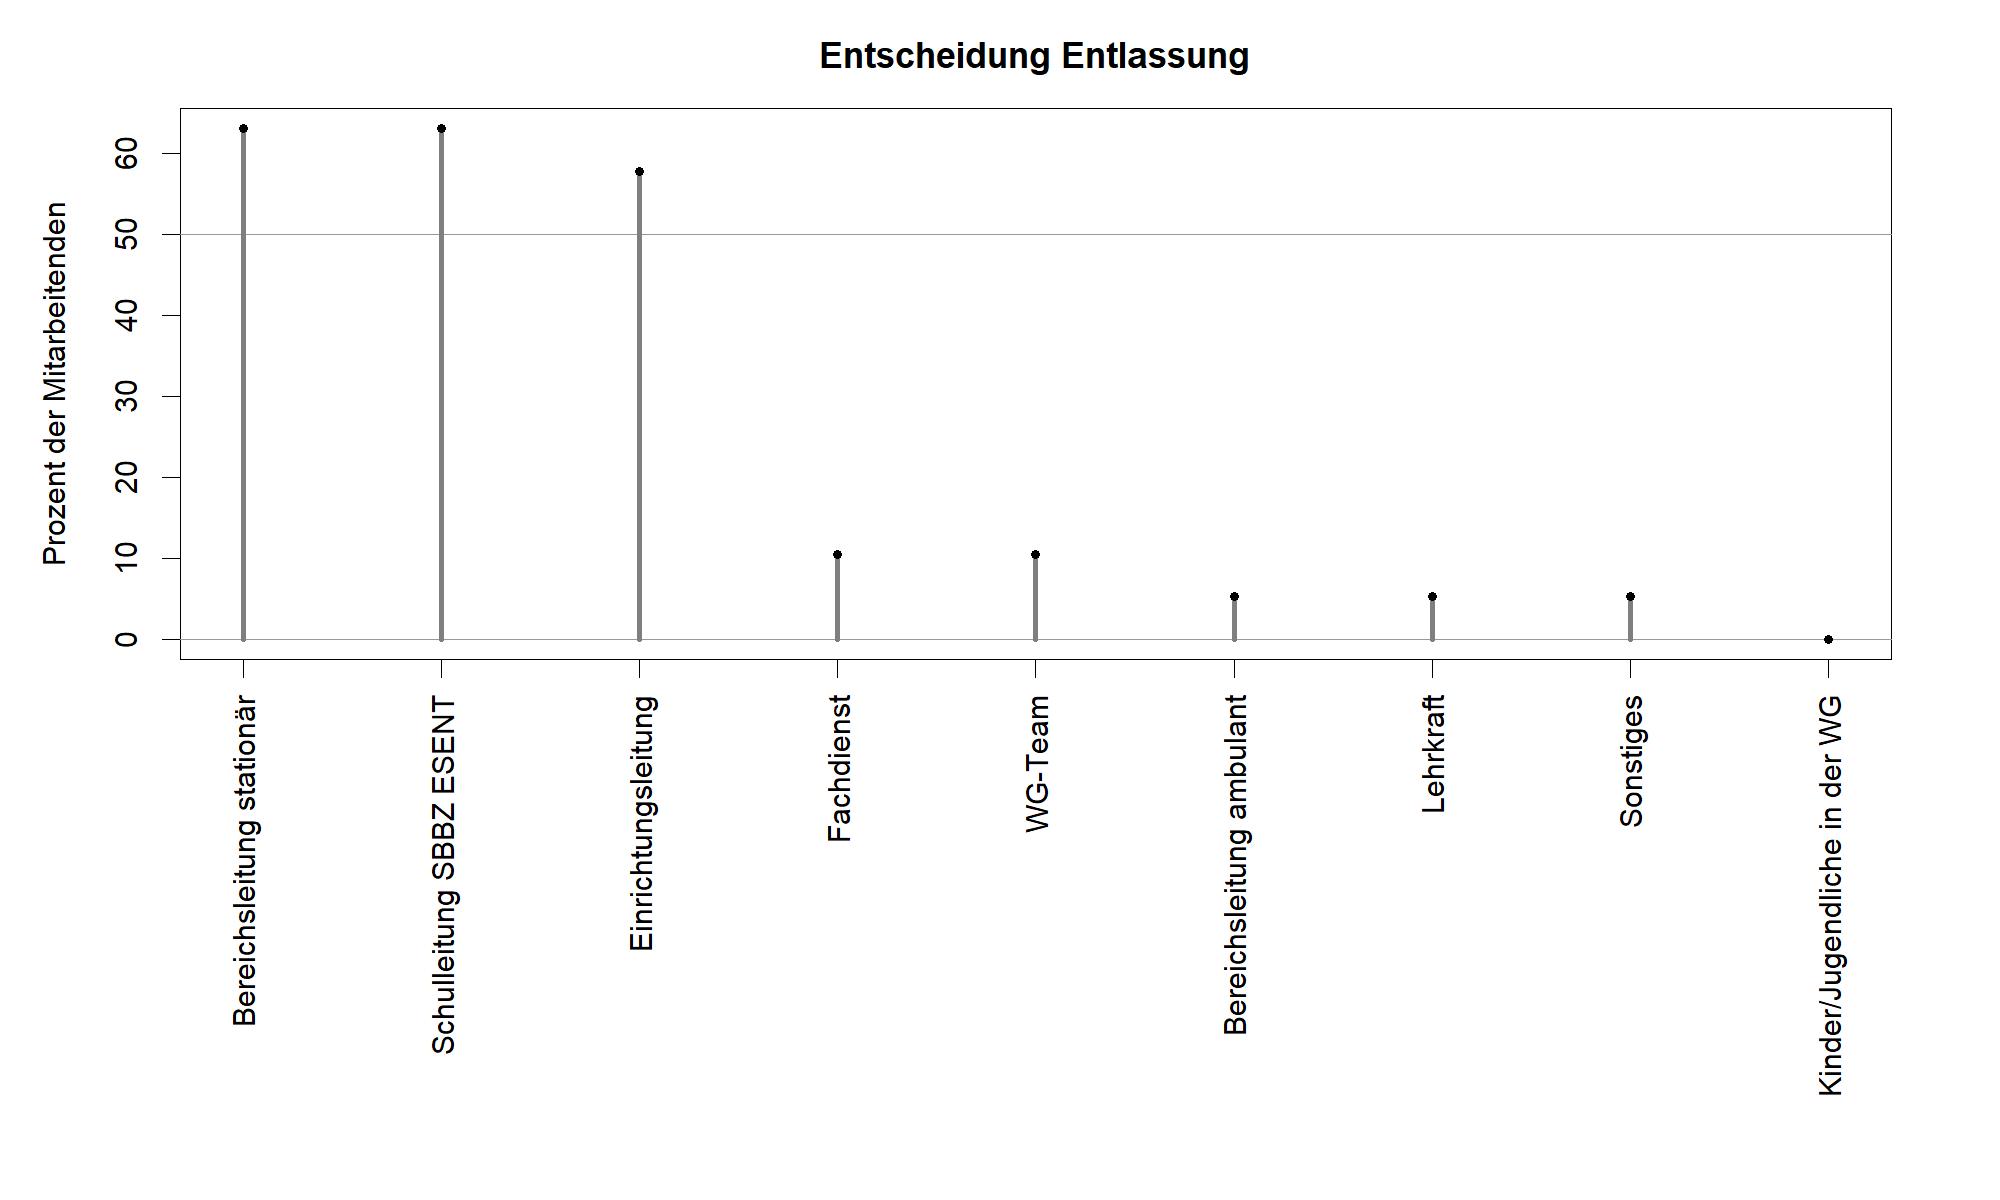 Entscheidung Entlassung
Prozent der Mitarbeitenden
60
50
40
30
20
10
0
Bereichsleitung stationär
Schulleitung SBBZ ESENT
Einrichtungsleitung
Fachdienst
WG-Team
Bereichsleitung ambulant
Lehrkraft
Sonstiges
Kinder/Jugendliche in der WG